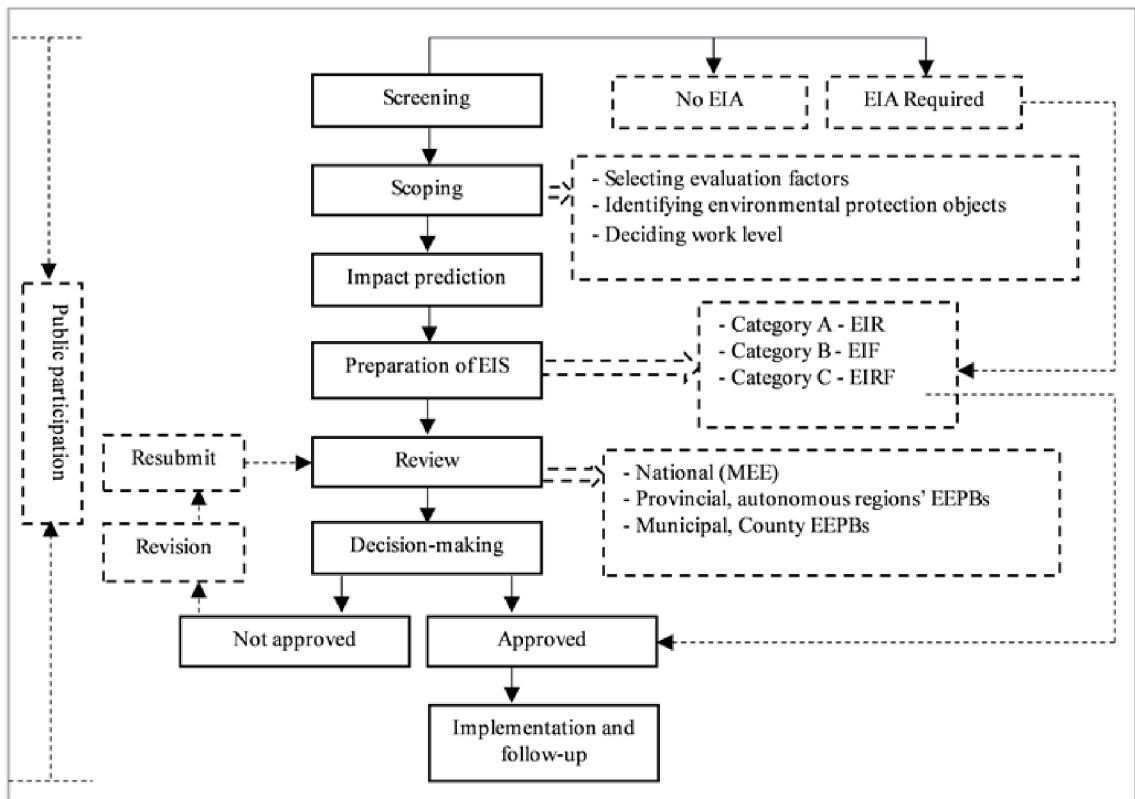 Screening
No EIA
EIA Required
Scoping
- Selecting evaluation factors
- Identifying environmental protection objects
- Deciding work level
Impact prediction
Public participation
Preparation of EIS
- Category A - EIR
- Category B - EIF
- Category C - EIRF
Resubmit
Review
- National (MEE)
- Provincial, autonomous regions' EEPBs
- Municipal, County EEPBs
Revision
Decision-making
Not approved
Approved
Implementation and
follow-up